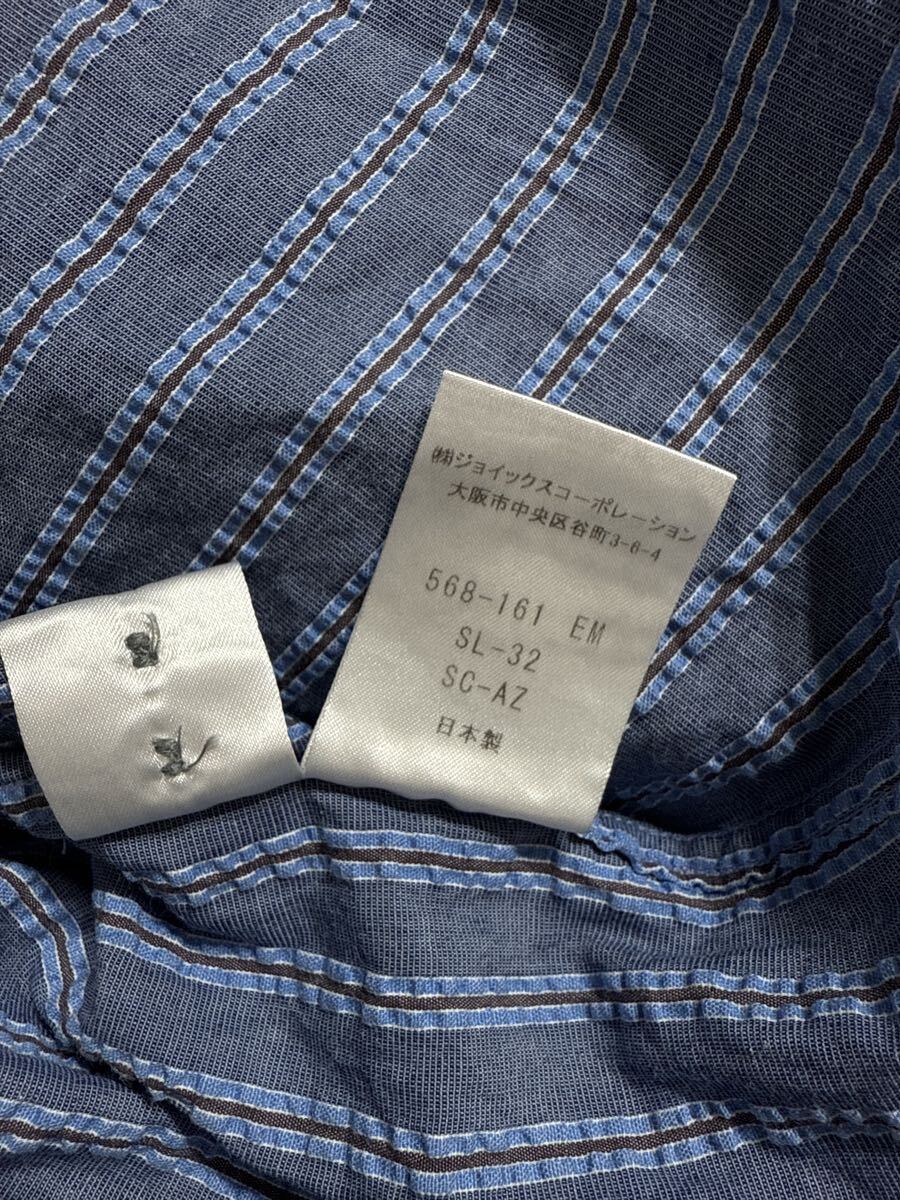 ㈱ジョイックスコーポレーション
大阪市中央区谷町3-6-4
568-161 EM
SL-32
SC-AZ
日本製